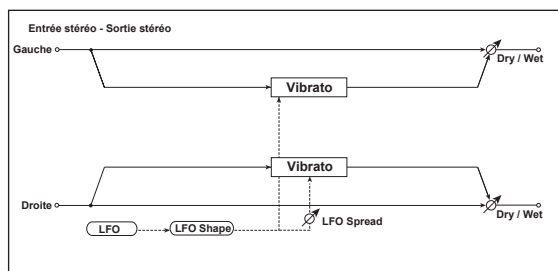 Entrée stéréo - Sortie stéréo
Gauche
Dry / Wet
Vibrato
Vibrato
Droite
Dry / Wet
LFO Spread
LFO
LFO Shape